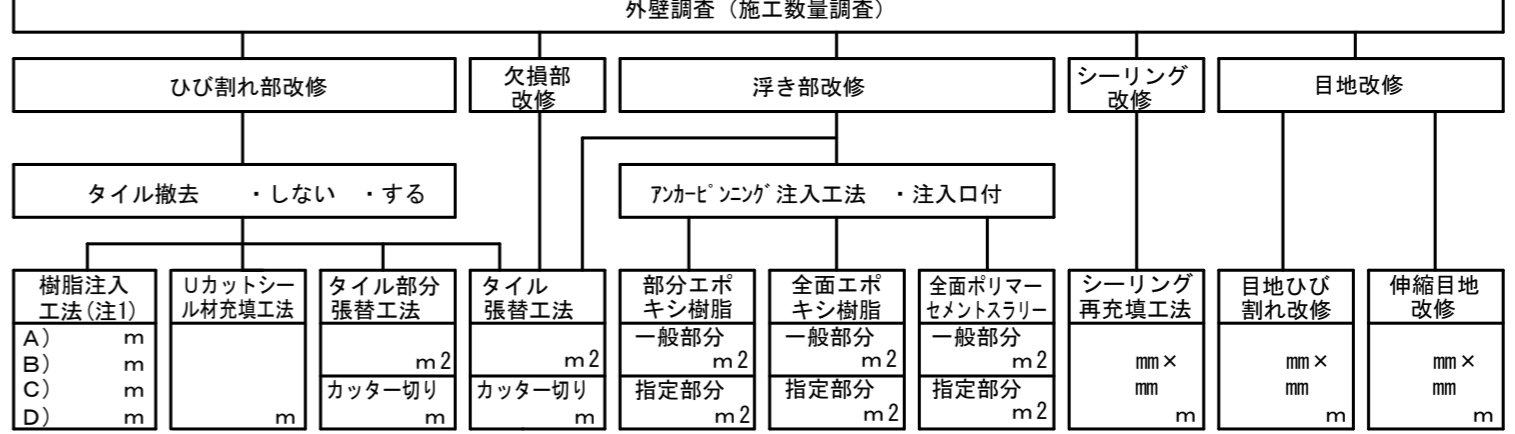 外壁調査（施工数量調査）
ひび割れ部改修
欠損部
改修
浮き部改修
シーリング
改修
目地改修
タイル撤去　　・しない　・する
ｱﾝｶｰﾋﾟﾝﾆﾝｸﾞ注入工法　・注入口付
樹脂注入
工法(注1)
A）　m
B）　m
C）　m
D）　m
Uカットシー
ル材充填工法
m
タイル部分
張替工法
m2
カッター切り
m
タイル
張替工法
m2
カッター切り
m
部分エポ
キシ樹脂
一般部分
m2
指定部分
m2
全面エポ
キシ樹脂
一般部分
m2
指定部分
m2
全面ポリマー
セメントスラリー
一般部分
m2
指定部分
m2
シーリング
再充填工法
㎜×
㎜
m
目地ひび
割れ改修
㎜×
㎜
m
伸縮目地
改修
㎜×
㎜
m